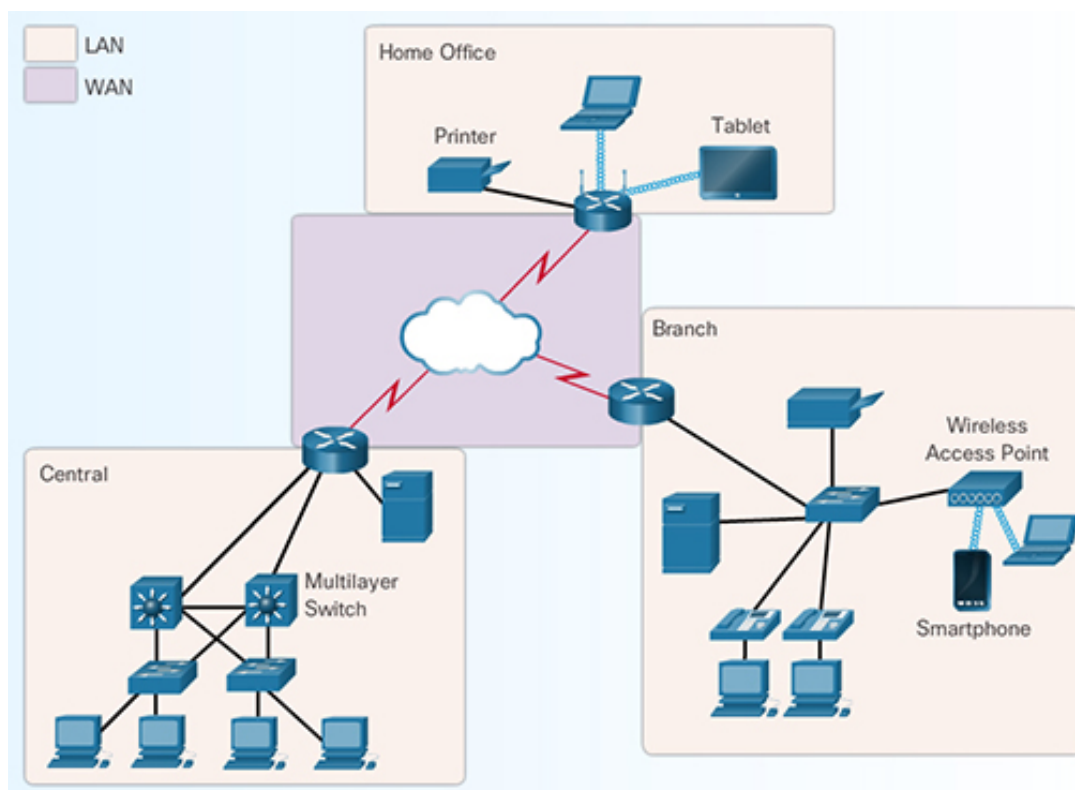 LAN
WAN
Home Office
Printer
Tablet
Branch
Wireless
Access Point
Smartphone
Central
Multilayer
Switch